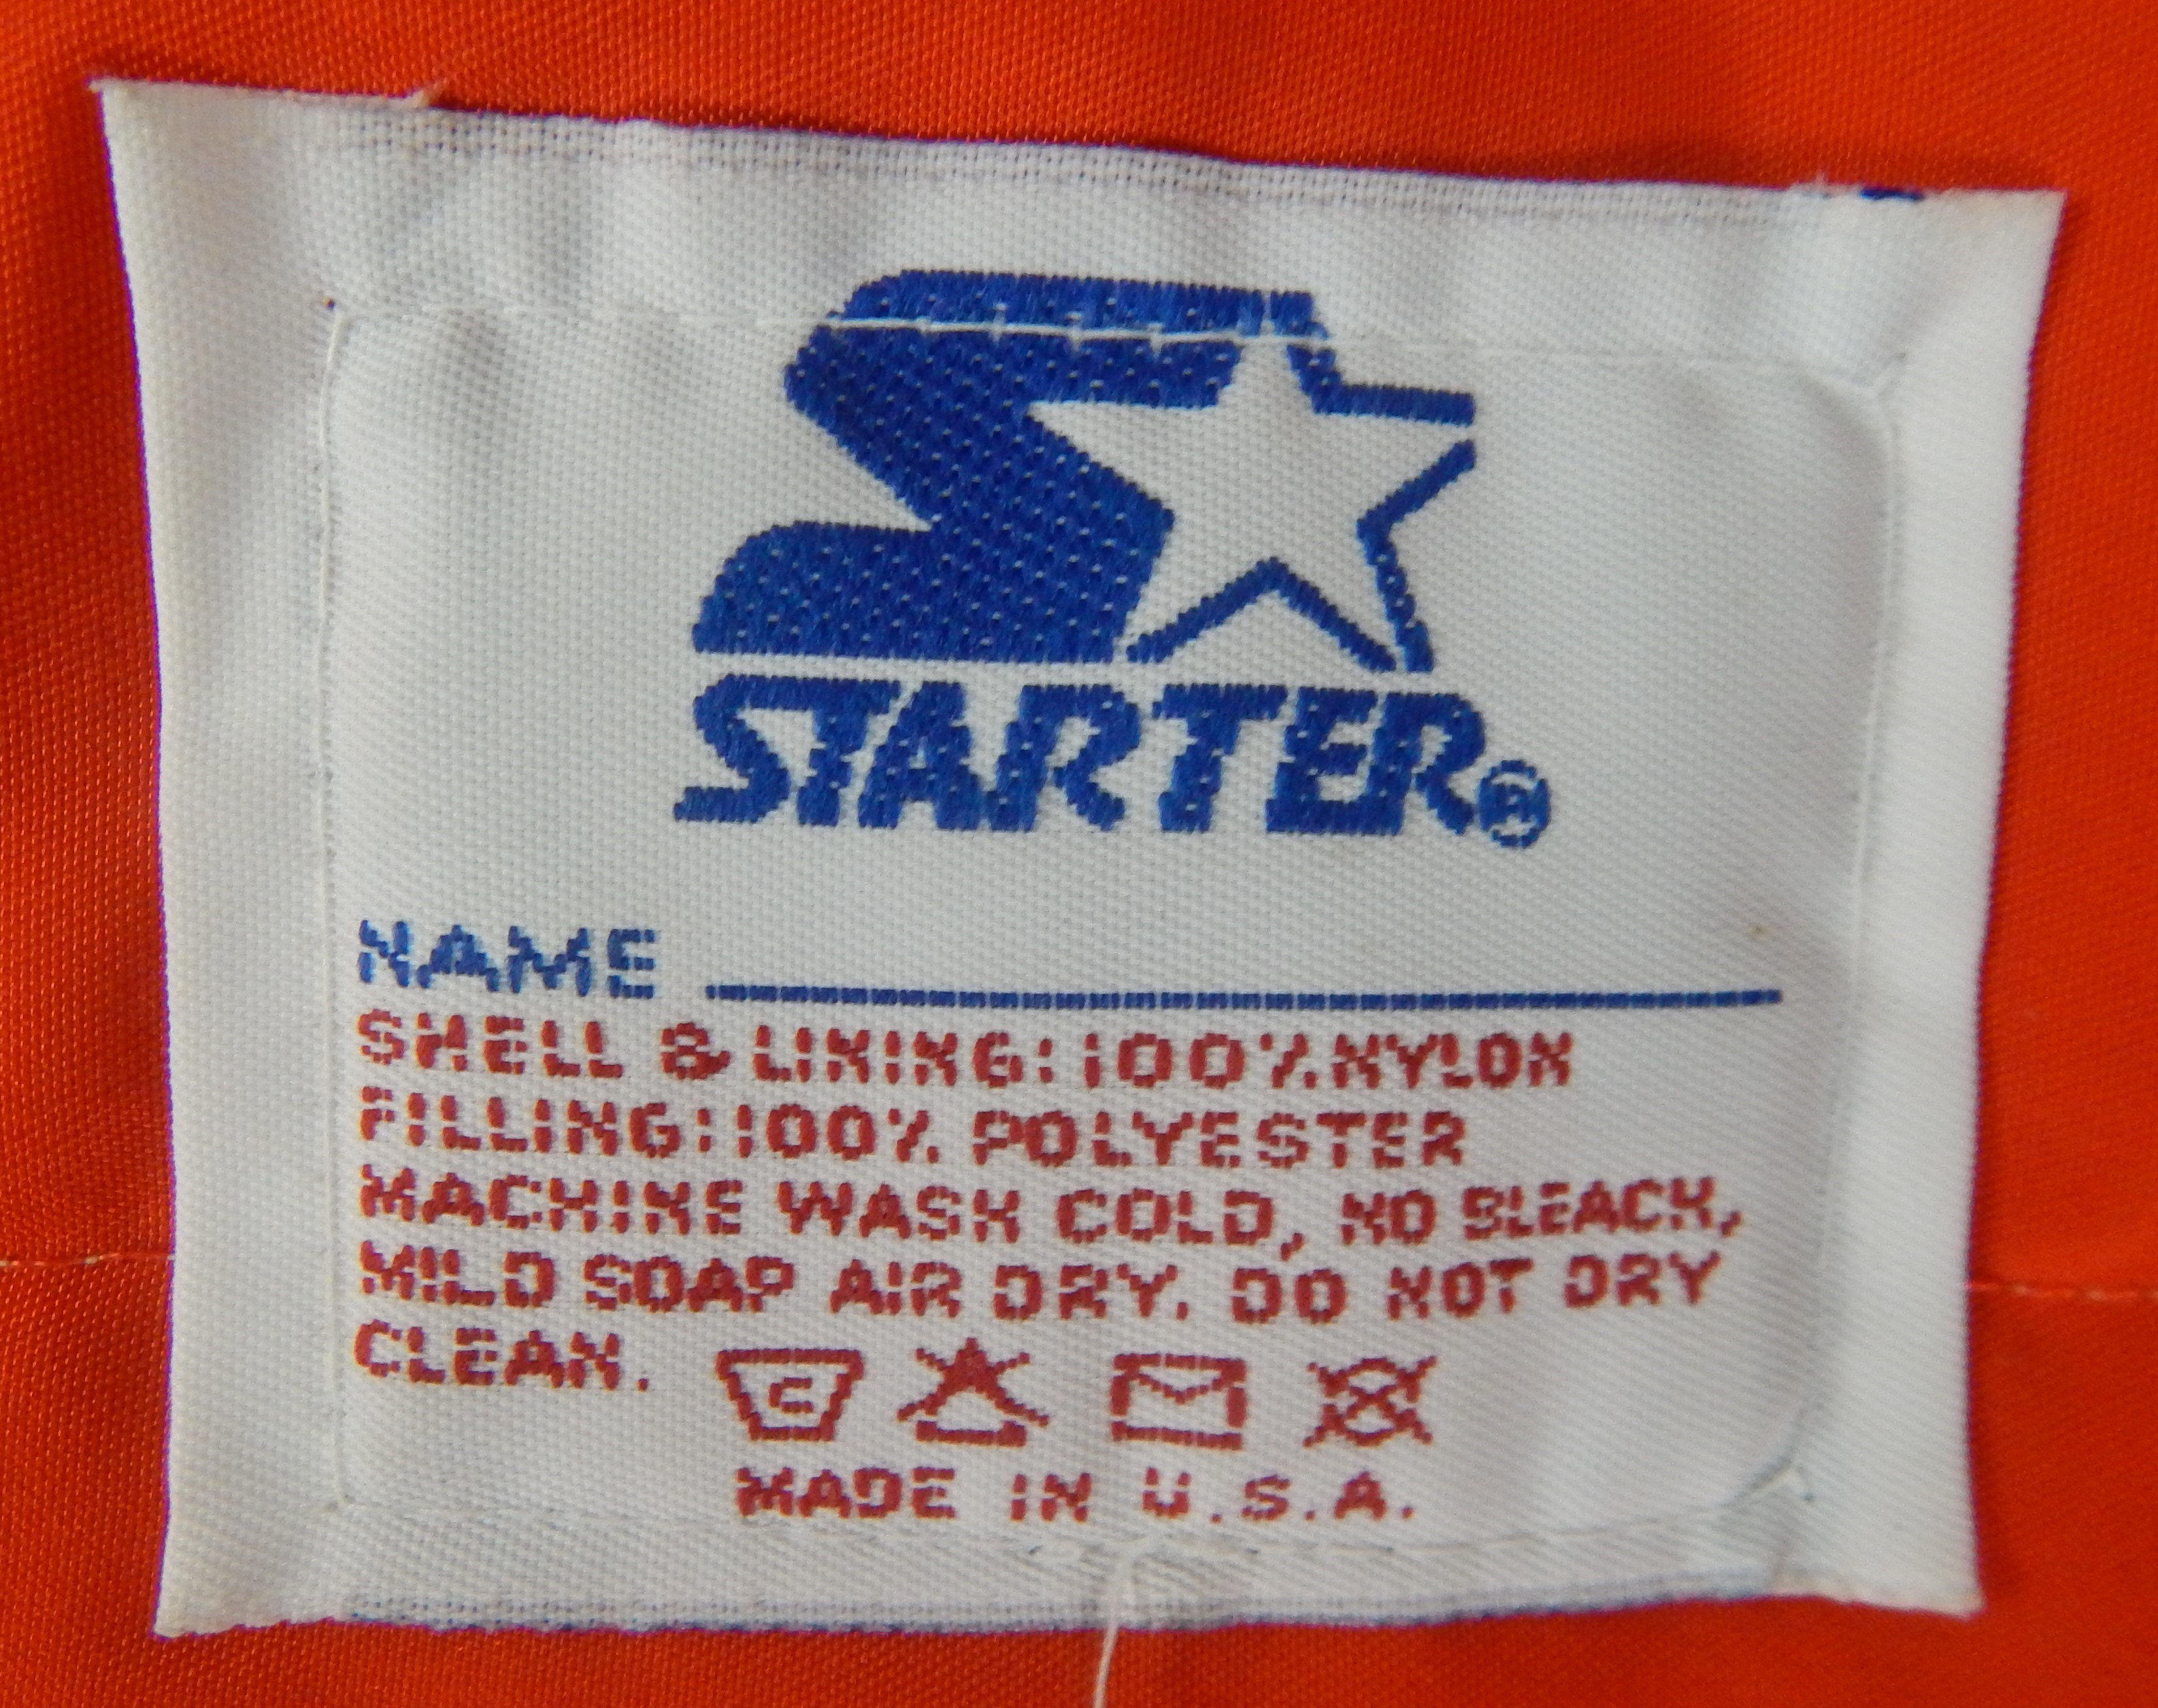 STARTER®
NAME
SHELL & LINING: 100% NYLON
FILLING: 100% POLYESTER
MACHINE WASH COLD, NO BLEACH,
MILD SOAP AIR DRY. DO NOT DRY
CLEAN.
C
MADE IN U.S.A.